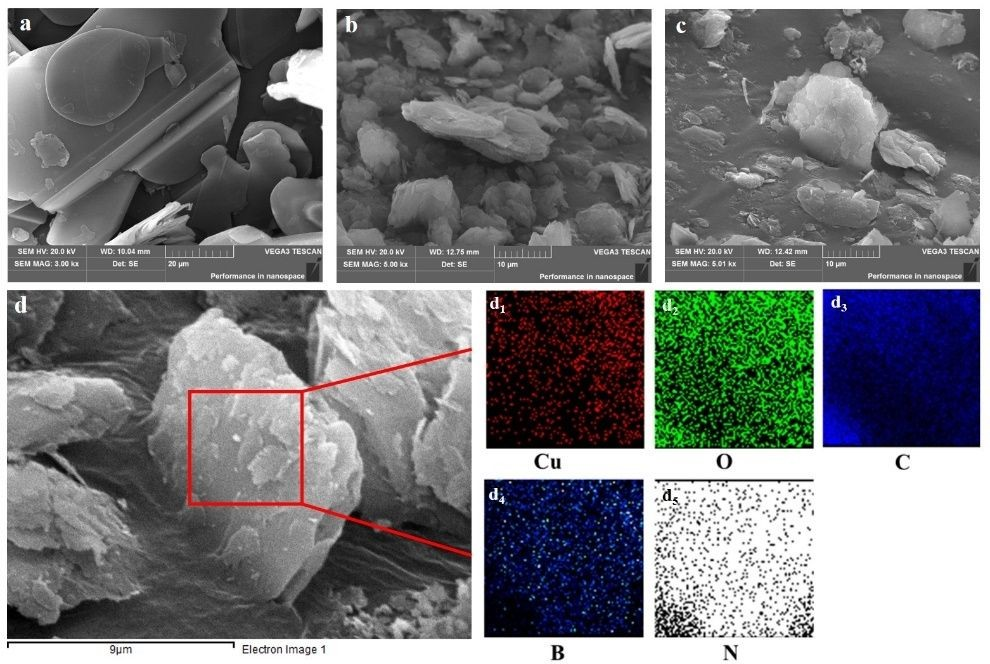 a
SEM HV: 20.0 kV WD: 10.04 mm VEGA3 TESCAN
SEM MAG: 3.00 kx Det: SE 20 µm
Performance in nanospace
b
SEM HV: 20.0 kV WD: 12.75 mm VEGA3 TESCAN
SEM MAG: 5.00 kx Det: SE 10 µm
Performance in nanospace
c
SEM HV: 20.0 kV WD: 12.42 mm VEGA3 TESCAN
SEM MAG: 5.01 kx Det: SE 10 µm
Performance in nanospace
d
9µm Electron Image 1
d1
d2
d3
Cu
O
C
d4
d5
B
N